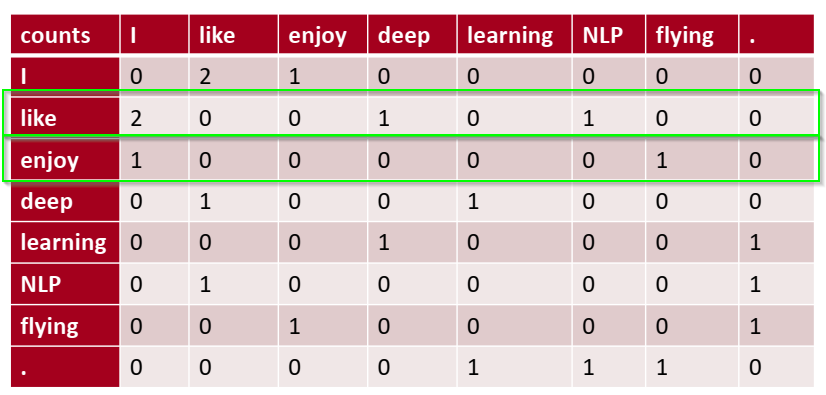 counts I like enjoy deep learning NLP flying .
I 0 2 1 0 0 0 0 0
like 2 0 0 1 0 1 0 0
enjoy 1 0 0 0 0 0 1 0
deep 0 1 0 0 1 0 0 0
learning 0 0 0 1 0 0 0 1
NLP 0 1 0 0 0 0 0 1
flying 0 0 1 0 0 0 0 1
. 0 0 0 0 1 1 1 0